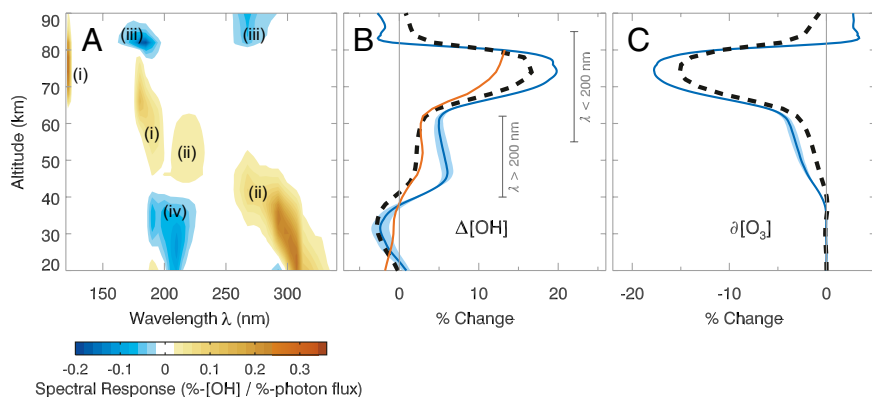 A
B
C
90
80
70
60
50
40
30
20
Altitude (km)
(iii)
(iii)
(i)
(i)
(ii)
(iv)
(ii)
150
200
250
300
Wavelength λ (nm)
λ < 200 nm
λ > 200 nm
Δ[OH]
0
10
20
% Change
∂[O₃]
-20
-10
0
% Change
-0.2
-0.1
0
0.1
0.2
0.3
Spectral Response (%-[OH] / %-photon flux)